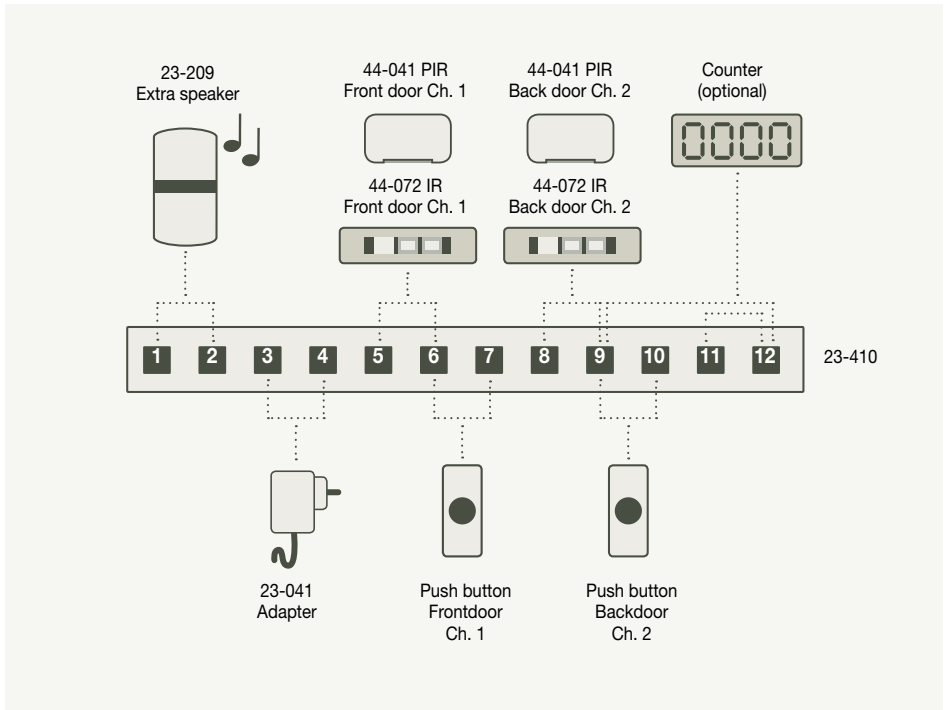 23-209
Extra speaker
44-041 PIR
Front door Ch. 1
44-041 PIR
Back door Ch. 2
Counter
(optional)
0000
44-072 IR
Front door Ch. 1
44-072 IR
Back door Ch. 2
1 2 3 4 5 6 7 8 9 10 11 12
23-410
23-041
Adapter
Push button
Frontdoor
Ch. 1
Push button
Backdoor
Ch. 2